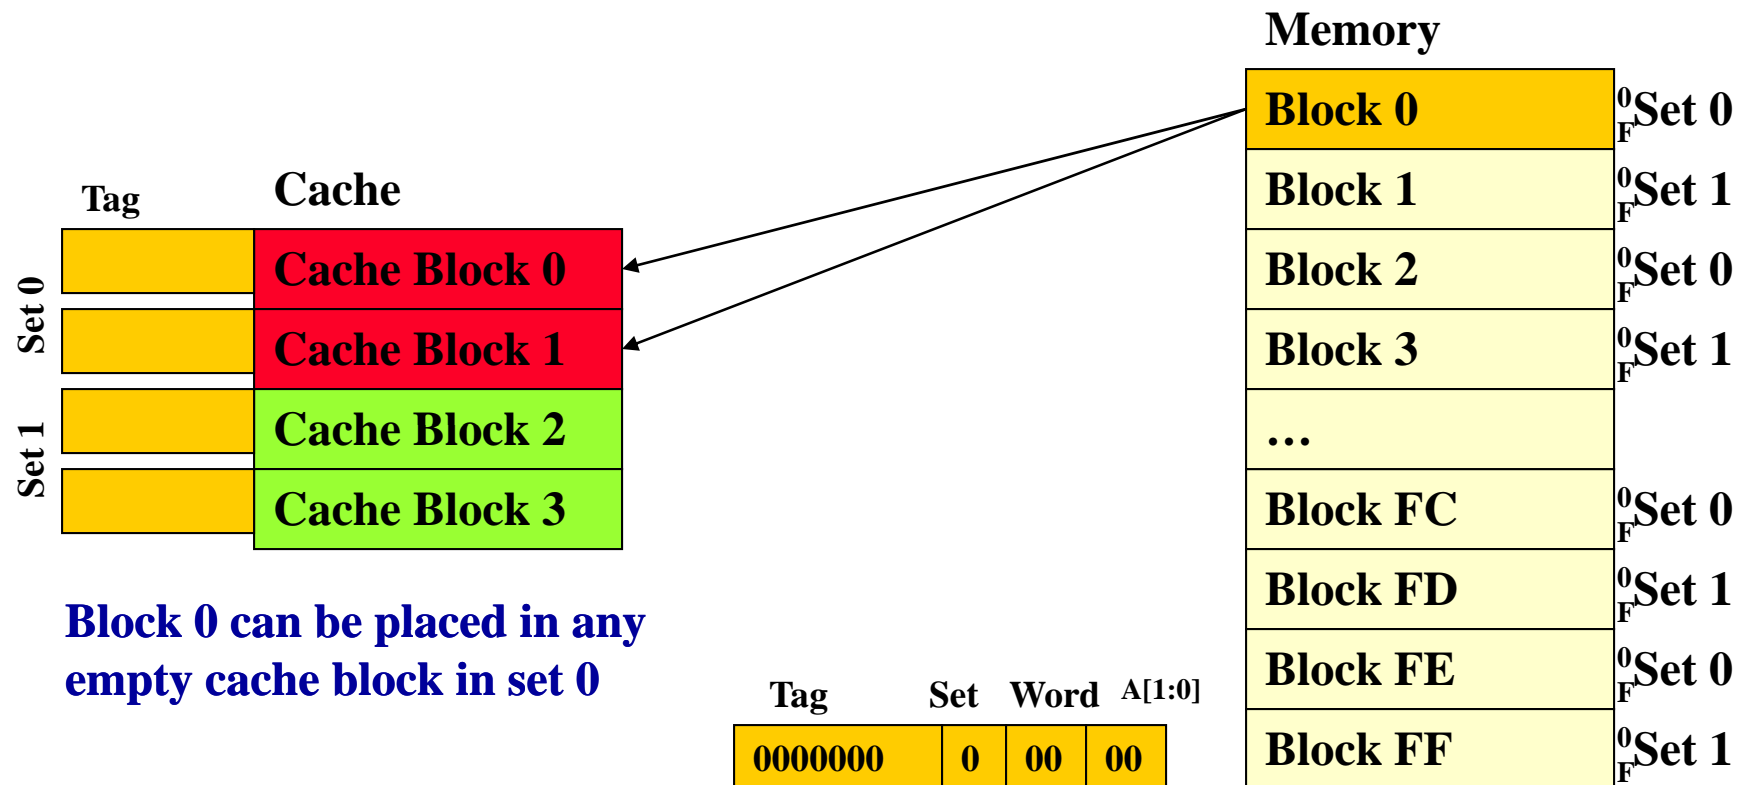 Memory
Block 0 0 F Set 0
Block 1 0 F Set 1
Block 2 0 F Set 0
Block 3 0 F Set 1
…
Block FC 0 F Set 0
Block FD 0 F Set 1
Block FE 0 F Set 0
Block FF 0 F Set 1
Tag Cache
Set 0
Cache Block 0
Cache Block 1
Set 1
Cache Block 2
Cache Block 3
Block 0 can be placed in any
empty cache block in set 0
Tag Set Word A[1:0]
0000000 0 00 00